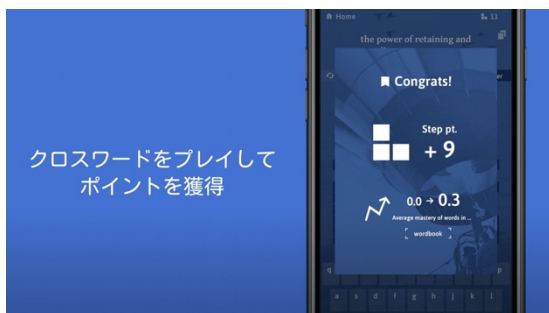 クロスワードをプレイして
ポイントを獲得
Home
11
the power of retaining and
Congrats!
Step pt.
+ 9
0.0 → 0.3
Average mastery of words in ..
wordbook
q p
a s d f g h j k l